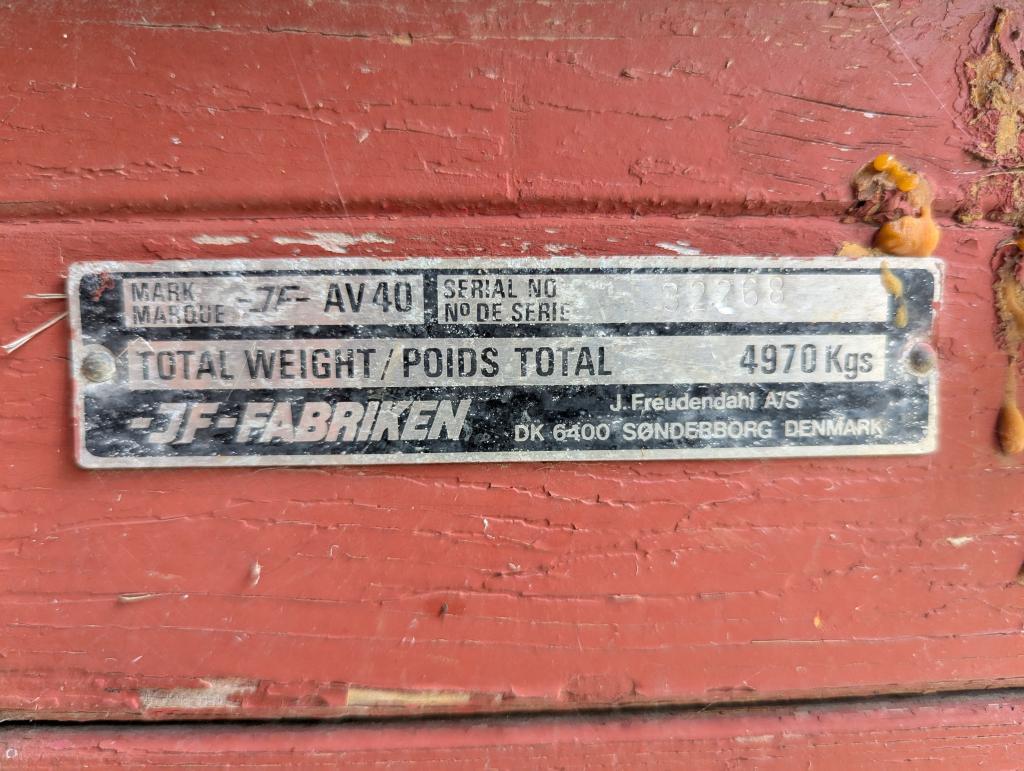 MARK
MARQUE
-JF- AV40
SERIAL NO
Nº DE SERIE
32268
TOTAL WEIGHT/POIDS TOTAL 4970 Kgs
-JF-FABRIKEN
J. Freudendahl A/S
DK 6400 SØNDERBORG DENMARK